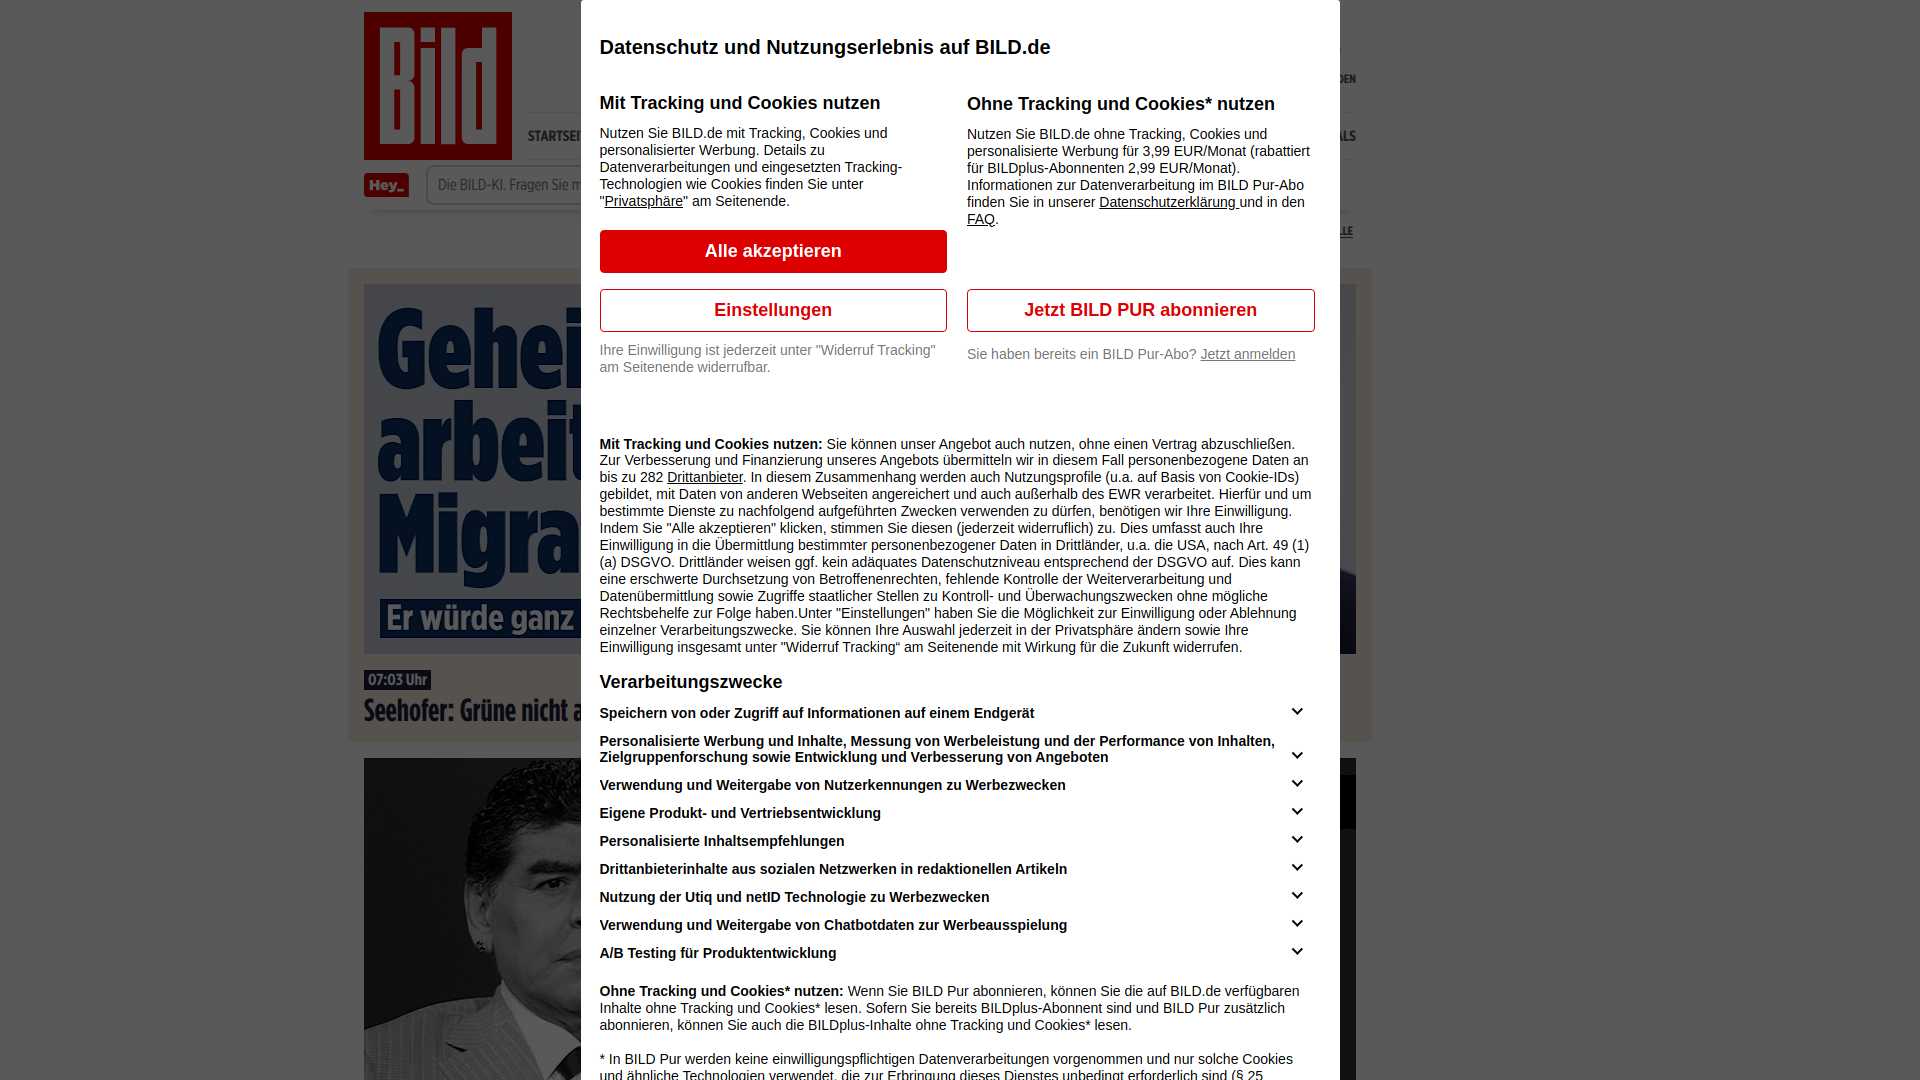 Bild
DEN
STARTSEI
ALS
Hey_
Die BILD-KI. Fragen Sie m
LLE
Gehei
arbeit
Migra
Er würde ganz
07:03 Uhr
Seehofer: Grüne nicht a
Datenschutz und Nutzungserlebnis auf BILD.de
Mit Tracking und Cookies nutzen
Nutzen Sie BILD.de mit Tracking, Cookies und
personalisierter Werbung. Details zu
Datenverarbeitungen und eingesetzten Tracking-
Technologien wie Cookies finden Sie unter
"Privatsphäre" am Seitenende.
Alle akzeptieren
Einstellungen
Ihre Einwilligung ist jederzeit unter "Widerruf Tracking"
am Seitenende widerrufbar.
Ohne Tracking und Cookies* nutzen
Nutzen Sie BILD.de ohne Tracking, Cookies und
personalisierte Werbung für 3,99 EUR/Monat (rabattiert
für BILDplus-Abonnenten 2,99 EUR/Monat).
Informationen zur Datenverarbeitung im BILD Pur-Abo
finden Sie in unserer Datenschutzerklärung und in den
FAQ.
Jetzt BILD PUR abonnieren
Sie haben bereits ein BILD Pur-Abo? Jetzt anmelden
Mit Tracking und Cookies nutzen: Sie können unser Angebot auch nutzen, ohne einen Vertrag abzuschließen.
Zur Verbesserung und Finanzierung unseres Angebots übermitteln wir in diesem Fall personenbezogene Daten an
bis zu 282 Drittanbieter. In diesem Zusammenhang werden auch Nutzungsprofile (u.a. auf Basis von Cookie-IDs)
gebildet, mit Daten von anderen Webseiten angereichert und auch außerhalb des EWR verarbeitet. Hierfür und um
bestimmte Dienste zu nachfolgend aufgeführten Zwecken verwenden zu dürfen, benötigen wir Ihre Einwilligung.
Indem Sie "Alle akzeptieren" klicken, stimmen Sie diesen (jederzeit widerruflich) zu. Dies umfasst auch Ihre
Einwilligung in die Übermittlung bestimmter personenbezogener Daten in Drittländer, u.a. die USA, nach Art. 49 (1)
(a) DSGVO. Drittländer weisen ggf. kein adäquates Datenschutzniveau entsprechend der DSGVO auf. Dies kann
eine erschwerte Durchsetzung von Betroffenenrechten, fehlende Kontrolle der Weiterverarbeitung und
Datenübermittlung sowie Zugriffe staatlicher Stellen zu Kontroll- und Überwachungszwecken ohne mögliche
Rechtsbehelfe zur Folge haben.Unter "Einstellungen" haben Sie die Möglichkeit zur Einwilligung oder Ablehnung
einzelner Verarbeitungszwecke. Sie können Ihre Auswahl jederzeit in der Privatsphäre ändern sowie Ihre
Einwilligung insgesamt unter "Widerruf Tracking“ am Seitenende mit Wirkung für die Zukunft widerrufen.
Verarbeitungszwecke
Speichern von oder Zugriff auf Informationen auf einem Endgerät
Personalisierte Werbung und Inhalte, Messung von Werbeleistung und der Performance von Inhalten,
Zielgruppenforschung sowie Entwicklung und Verbesserung von Angeboten
Verwendung und Weitergabe von Nutzerkennungen zu Werbezwecken
Eigene Produkt- und Vertriebsentwicklung
Personalisierte Inhaltsempfehlungen
Drittanbieterinhalte aus sozialen Netzwerken in redaktionellen Artikeln
Nutzung der Utiq und netID Technologie zu Werbezwecken
Verwendung und Weitergabe von Chatbotdaten zur Werbeausspielung
A/B Testing für Produktentwicklung
Ohne Tracking und Cookies* nutzen: Wenn Sie BILD Pur abonnieren, können Sie die auf BILD.de verfügbaren
Inhalte ohne Tracking und Cookies* lesen. Sofern Sie bereits BILDplus-Abonnent sind und BILD Pur zusätzlich
abonnieren, können Sie auch die BILDplus-Inhalte ohne Tracking und Cookies* lesen.
* In BILD Pur werden keine einwilligungspflichtigen Datenverarbeitungen vorgenommen und nur solche Cookies
und ähnliche Technologien verwendet, die zur Erbringung dieses Dienstes unbedingt erforderlich sind (§ 25